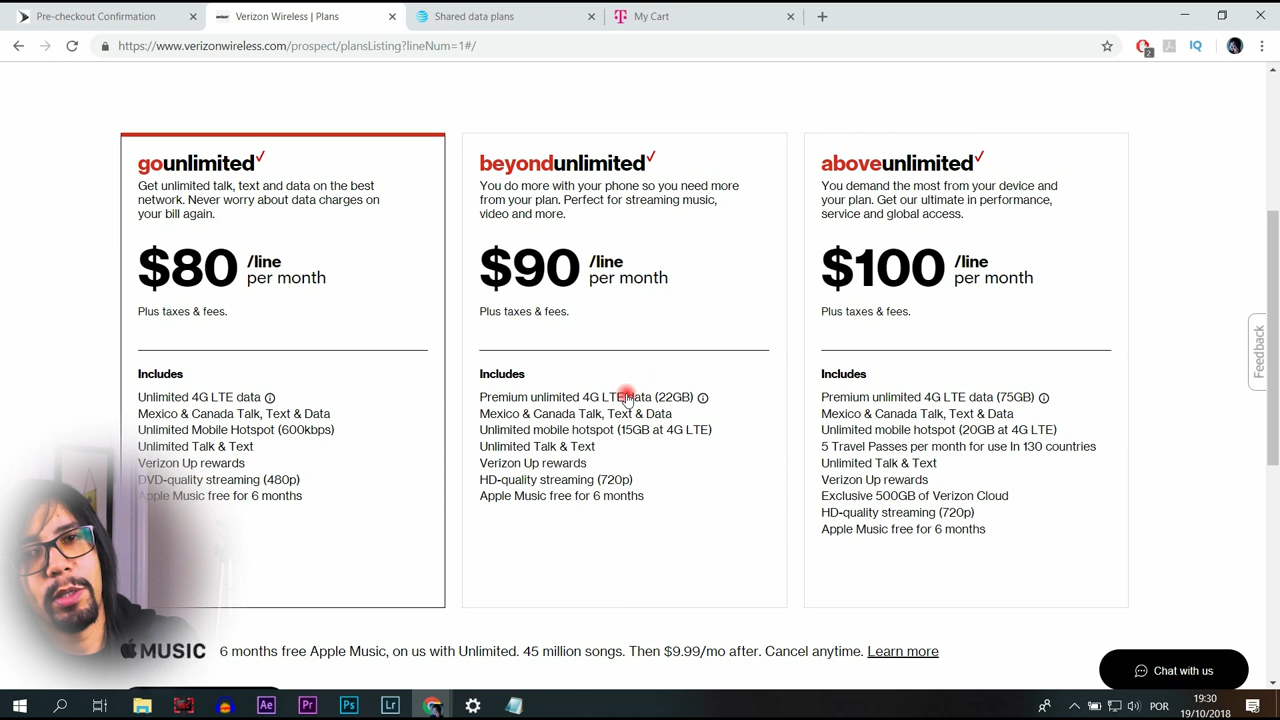 Pre-checkout Confirmation
Verizon Wireless | Plans
Shared data plans
My Cart
https://www.verizonwireless.com/prospect/plansListing?lineNum=1#/
2
gounlimited
Get unlimited talk, text and data on the best
network. Never worry about data charges on
your bill again.
$80 /line
per month
Plus taxes & fees.
Includes
Unlimited 4G LTE data
Mexico & Canada Talk, Text & Data
Unlimited Mobile Hotspot (600kbps)
Unlimited Talk & Text
Verizon Up rewards
DVD-quality streaming (480p)
Apple Music free for 6 months
beyondunlimited
You do more with your phone so you need more
from your plan. Perfect for streaming music,
video and more.
$90 /line
per month
Plus taxes & fees.
Includes
Premium unlimited 4G LTE data (22GB)
Mexico & Canada Talk, Text & Data
Unlimited mobile hotspot (15GB at 4G LTE)
Unlimited Talk & Text
Verizon Up rewards
HD-quality streaming (720p)
Apple Music free for 6 months
aboveunlimited
You demand the most from your device and
your plan. Get our ultimate in performance,
service and global access.
$100 /line
per month
Plus taxes & fees.
Includes
Premium unlimited 4G LTE data (75GB)
Mexico & Canada Talk, Text & Data
Unlimited mobile hotspot (20GB at 4G LTE)
5 Travel Passes per month for use In 130 countries
Unlimited Talk & Text
Verizon Up rewards
Exclusive 500GB of Verizon Cloud
HD-quality streaming (720p)
Apple Music free for 6 months
Feedback
MUSIC 6 months free Apple Music, on us with Unlimited. 45 million songs. Then $9.99/mo after. Cancel anytime. Learn more
Chat with us
Ae Pr Ps Lr
POR
19:30
19/10/2018